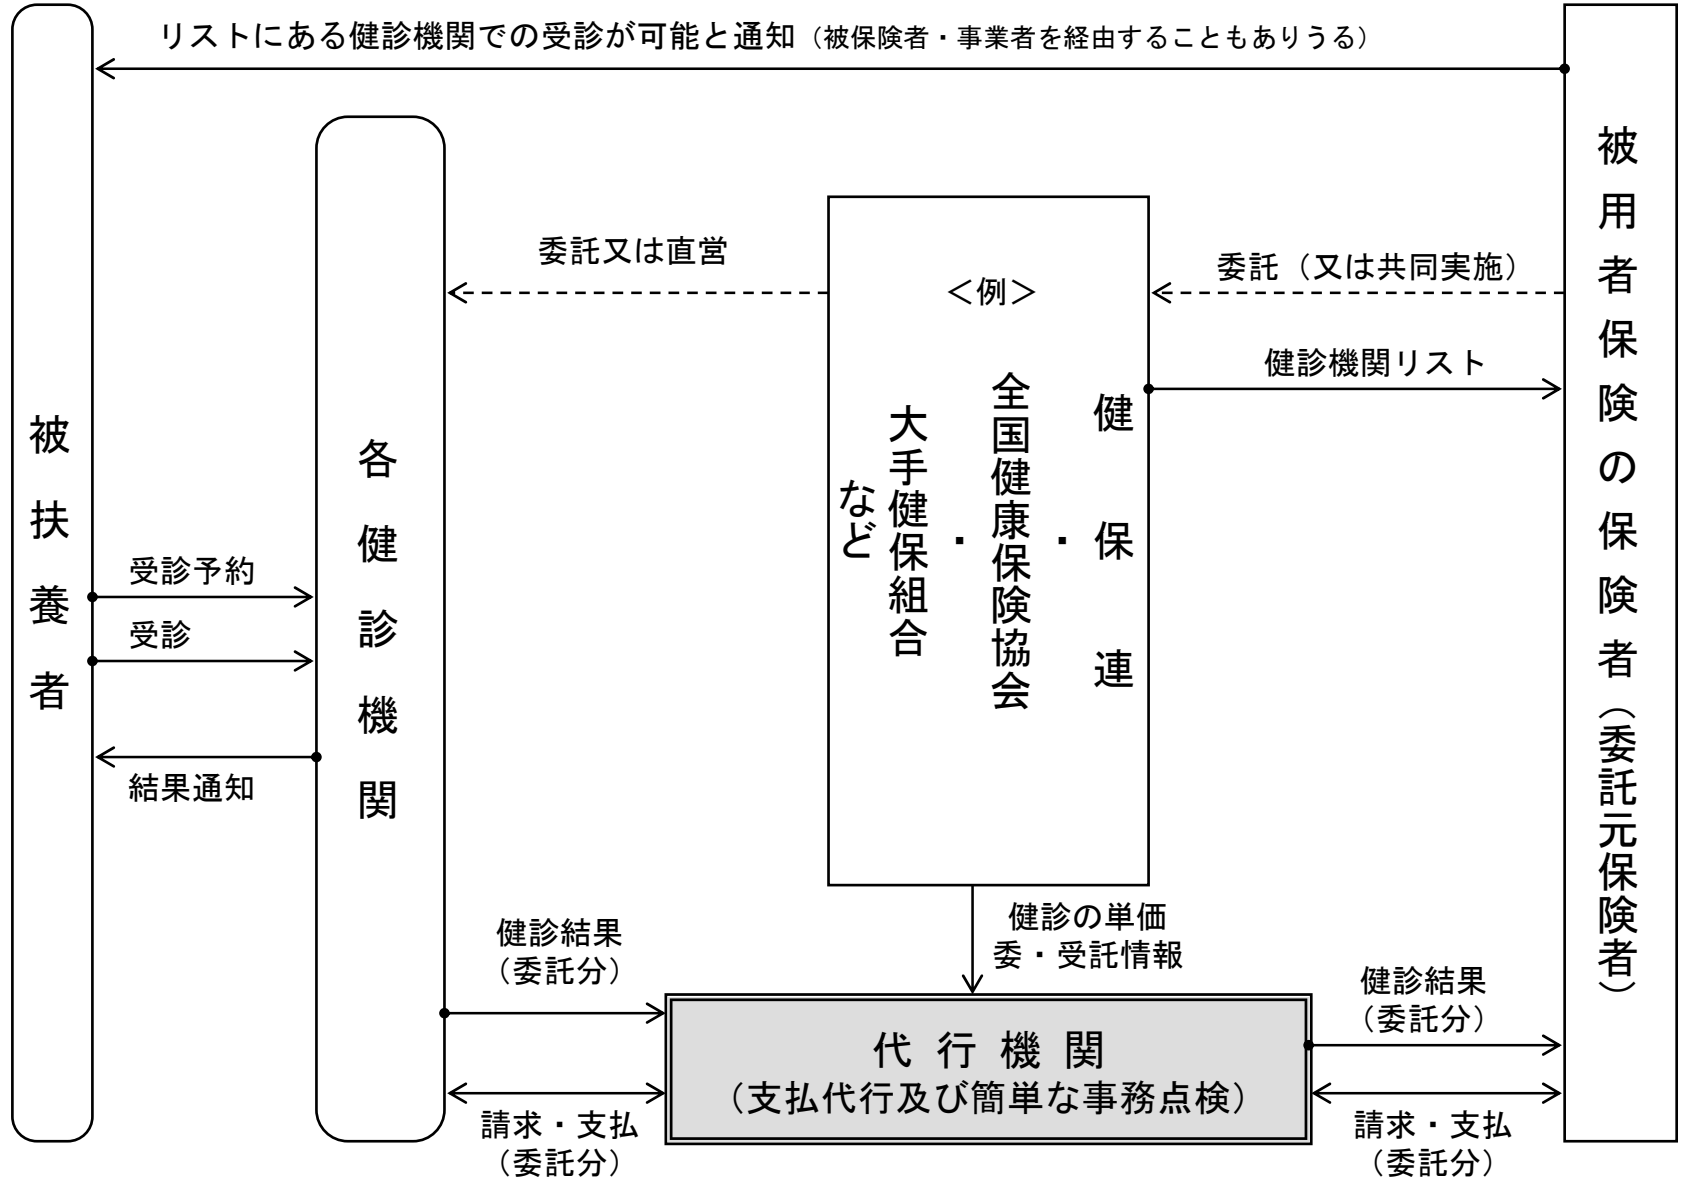 リストにある健診機関での受診が可能と通知（被保険者・事業者を経由することもありうる）
被扶養者
各健診機関
委託又は直営
＜例＞
健保連
・
全国健康保険協会
・
大手健保組合
など
委託（又は共同実施）
健診機関リスト
被用者保険の保険者（委託元保険者）
受診予約
受診
結果通知
健診結果
（委託分）
健診の単価
委・受託情報
代行機関
（支払代行及び簡単な事務点検）
健診結果
（委託分）
請求・支払
（委託分）
請求・支払
（委託分）